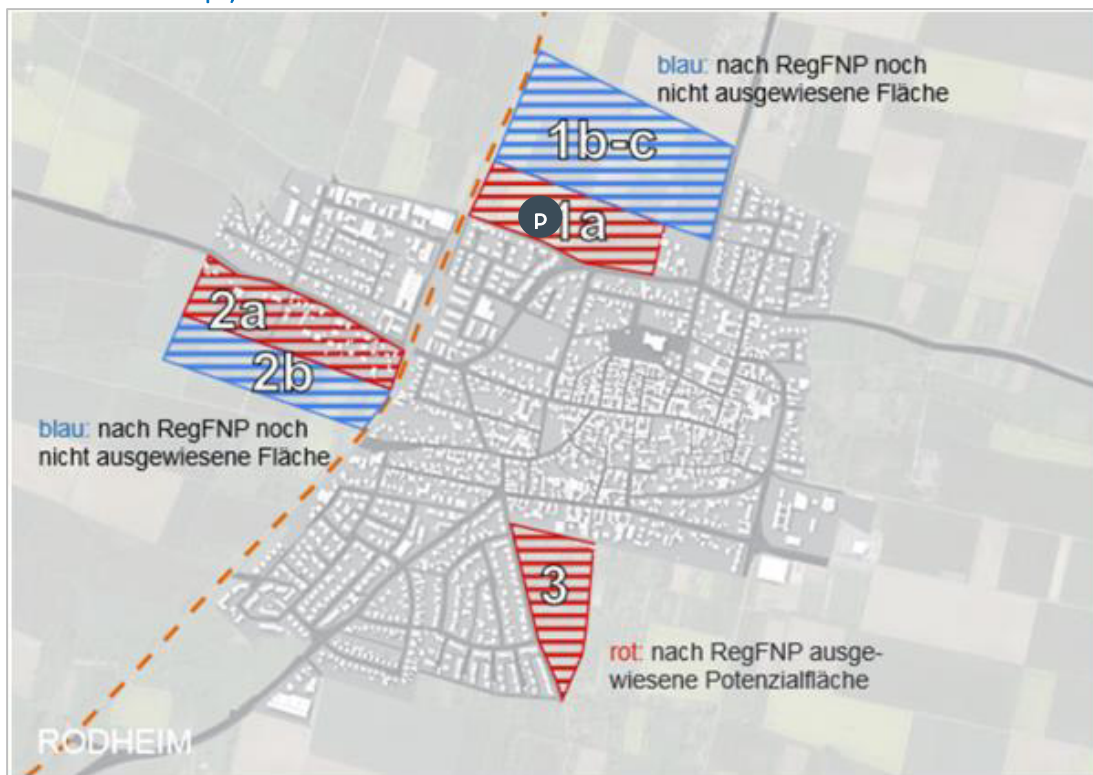 blau: nach RegFNP noch
nicht ausgewiesene Fläche
1b-c
P
1a
2a
2b
blau: nach RegFNP noch
nicht ausgewiesene Fläche
3
rot: nach RegFNP ausge-
wiesene Potenzialfläche
RODHEIM